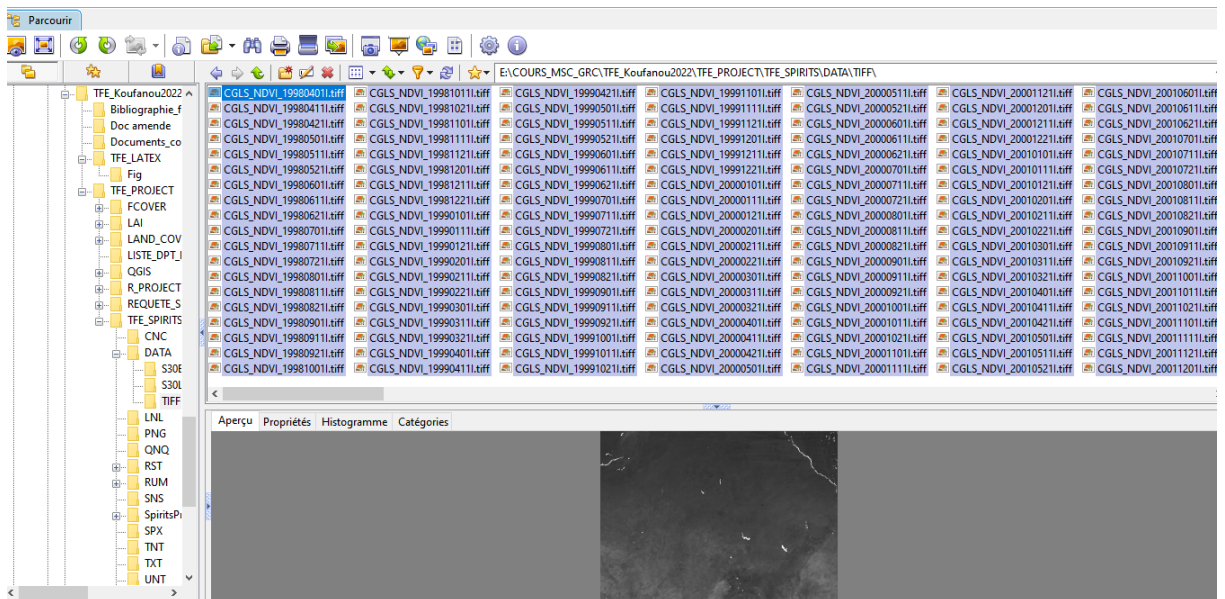 Parcourir
E:\COURS_MSC_GRC\TFE_Koufanou2022\TFE_PROJECT\TFE_SPIRITS\DATA\TIFF\
TFE_Koufanou2022
Bibliographie_f
Doc amende
Documents_co
TFE_LATEX
Fig
TFE_PROJECT
FCOVER
LAI
LAND_COV
LISTE_DPT_
QGIS
R_PROJECT
REQUETE_S
TFE_SPIRITS
CNC
DATA
S30
S30
TIFF
LNL
PNG
QNQ
RST
RUM
SNS
SpiritsP
SPX
TNT
TXT
UNT
CGLS_NDVI_19980401I.tiff CGLS_NDVI_19981011I.tiff CGLS_NDVI_19990421I.tiff CGLS_NDVI_19991101I.tiff CGLS_NDVI_20000511I.tiff CGLS_NDVI_20001121I.tiff CGLS_NDVI_20010601I.tiff
CGLS_NDVI_19980411I.tiff CGLS_NDVI_19981021I.tiff CGLS_NDVI_19990501I.tiff CGLS_NDVI_19991111I.tiff CGLS_NDVI_20000521I.tiff CGLS_NDVI_20001201I.tiff CGLS_NDVI_20010611I.tiff
CGLS_NDVI_19980421I.tiff CGLS_NDVI_19981101I.tiff CGLS_NDVI_19990511I.tiff CGLS_NDVI_19991121I.tiff CGLS_NDVI_20000601I.tiff CGLS_NDVI_20001211I.tiff CGLS_NDVI_20010621I.tiff
CGLS_NDVI_19980501I.tiff CGLS_NDVI_19981111I.tiff CGLS_NDVI_19990521I.tiff CGLS_NDVI_19991201I.tiff CGLS_NDVI_20000611I.tiff CGLS_NDVI_20001221I.tiff CGLS_NDVI_20010701I.tiff
CGLS_NDVI_19980511I.tiff CGLS_NDVI_19981121I.tiff CGLS_NDVI_19990601I.tiff CGLS_NDVI_19991211I.tiff CGLS_NDVI_20000621I.tiff CGLS_NDVI_20010101I.tiff CGLS_NDVI_20010711I.tiff
CGLS_NDVI_19980521I.tiff CGLS_NDVI_19981201I.tiff CGLS_NDVI_19990611I.tiff CGLS_NDVI_19991221I.tiff CGLS_NDVI_20000701I.tiff CGLS_NDVI_20010111I.tiff CGLS_NDVI_20010721I.tiff
CGLS_NDVI_19980601I.tiff CGLS_NDVI_19981211I.tiff CGLS_NDVI_19990621I.tiff CGLS_NDVI_20000101I.tiff CGLS_NDVI_20000711I.tiff CGLS_NDVI_20010121I.tiff CGLS_NDVI_20010801I.tiff
CGLS_NDVI_19980611I.tiff CGLS_NDVI_19981221I.tiff CGLS_NDVI_19990701I.tiff CGLS_NDVI_20000111I.tiff CGLS_NDVI_20000721I.tiff CGLS_NDVI_20010201I.tiff CGLS_NDVI_20010811I.tiff
CGLS_NDVI_19980621I.tiff CGLS_NDVI_19990101I.tiff CGLS_NDVI_19990711I.tiff CGLS_NDVI_20000121I.tiff CGLS_NDVI_20000801I.tiff CGLS_NDVI_20010211I.tiff CGLS_NDVI_20010821I.tiff
CGLS_NDVI_19980701I.tiff CGLS_NDVI_19990111I.tiff CGLS_NDVI_19990721I.tiff CGLS_NDVI_20000201I.tiff CGLS_NDVI_20000811I.tiff CGLS_NDVI_20010221I.tiff CGLS_NDVI_20010901I.tiff
CGLS_NDVI_19980711I.tiff CGLS_NDVI_19990121I.tiff CGLS_NDVI_19990801I.tiff CGLS_NDVI_20000211I.tiff CGLS_NDVI_20000821I.tiff CGLS_NDVI_20010301I.tiff CGLS_NDVI_20010911I.tiff
CGLS_NDVI_19980721I.tiff CGLS_NDVI_19990201I.tiff CGLS_NDVI_19990811I.tiff CGLS_NDVI_20000221I.tiff CGLS_NDVI_20000901I.tiff CGLS_NDVI_20010311I.tiff CGLS_NDVI_20010921I.tiff
CGLS_NDVI_19980801I.tiff CGLS_NDVI_19990211I.tiff CGLS_NDVI_19990821I.tiff CGLS_NDVI_20000301I.tiff CGLS_NDVI_20000911I.tiff CGLS_NDVI_20010321I.tiff CGLS_NDVI_20011001I.tiff
CGLS_NDVI_19980811I.tiff CGLS_NDVI_19990221I.tiff CGLS_NDVI_19990901I.tiff CGLS_NDVI_20000311I.tiff CGLS_NDVI_20000921I.tiff CGLS_NDVI_20010401I.tiff CGLS_NDVI_20011011I.tiff
CGLS_NDVI_19980821I.tiff CGLS_NDVI_19990301I.tiff CGLS_NDVI_19990911I.tiff CGLS_NDVI_20000321I.tiff CGLS_NDVI_20001001I.tiff CGLS_NDVI_20010411I.tiff CGLS_NDVI_20011021I.tiff
CGLS_NDVI_19980901I.tiff CGLS_NDVI_19990311I.tiff CGLS_NDVI_19990921I.tiff CGLS_NDVI_20000401I.tiff CGLS_NDVI_20001011I.tiff CGLS_NDVI_20010421I.tiff CGLS_NDVI_20011101I.tiff
CGLS_NDVI_19980911I.tiff CGLS_NDVI_19990321I.tiff CGLS_NDVI_19991001I.tiff CGLS_NDVI_20000411I.tiff CGLS_NDVI_20001021I.tiff CGLS_NDVI_20010501I.tiff CGLS_NDVI_20011111I.tiff
CGLS_NDVI_19980921I.tiff CGLS_NDVI_19990401I.tiff CGLS_NDVI_19991011I.tiff CGLS_NDVI_20000421I.tiff CGLS_NDVI_20001101I.tiff CGLS_NDVI_20010511I.tiff CGLS_NDVI_20011121I.tiff
CGLS_NDVI_19981001I.tiff CGLS_NDVI_19990411I.tiff CGLS_NDVI_19991021I.tiff CGLS_NDVI_20000501I.tiff CGLS_NDVI_20001111I.tiff CGLS_NDVI_20010521I.tiff CGLS_NDVI_20011201I.tiff
Aperçu Propriétés Histogramme Catégories